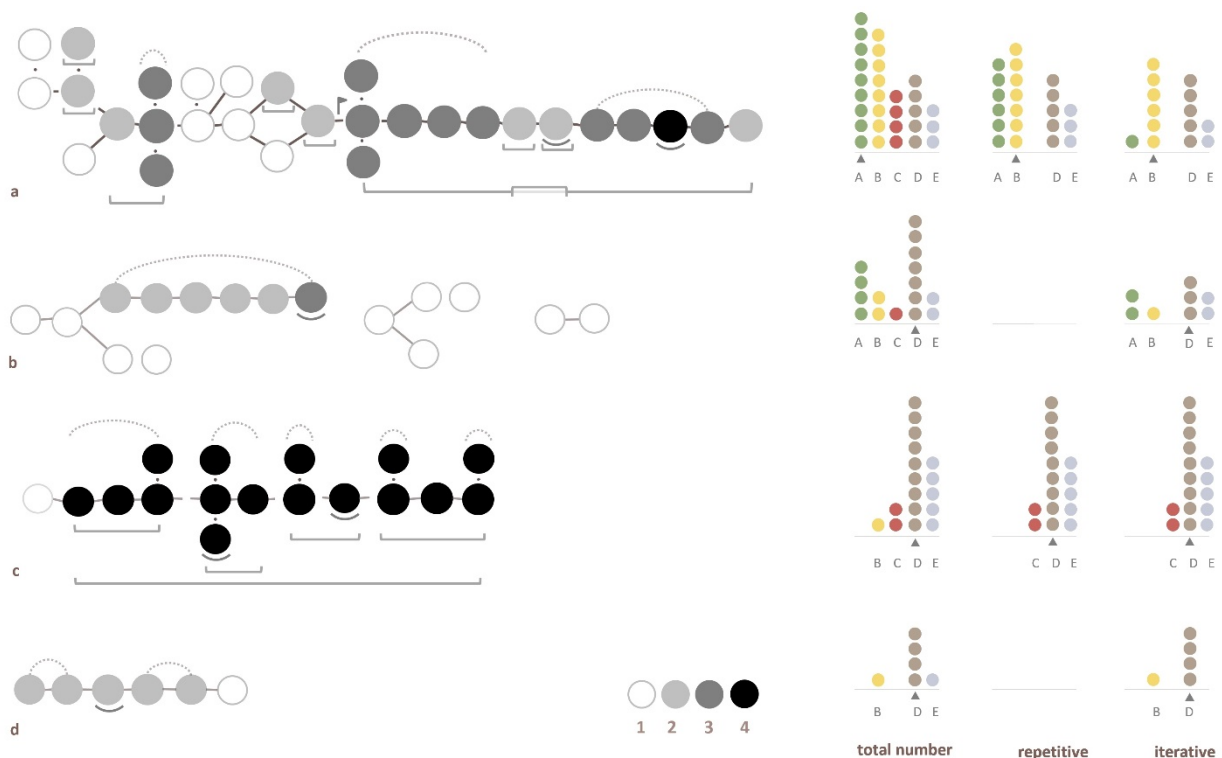 A B C D E
A B D E
A B D E
a
A B C D E
A B D E
b
B C D E
C D E
C D E
c
B D E
B D
1 2 3 4
d
total number
repetitive
iterative